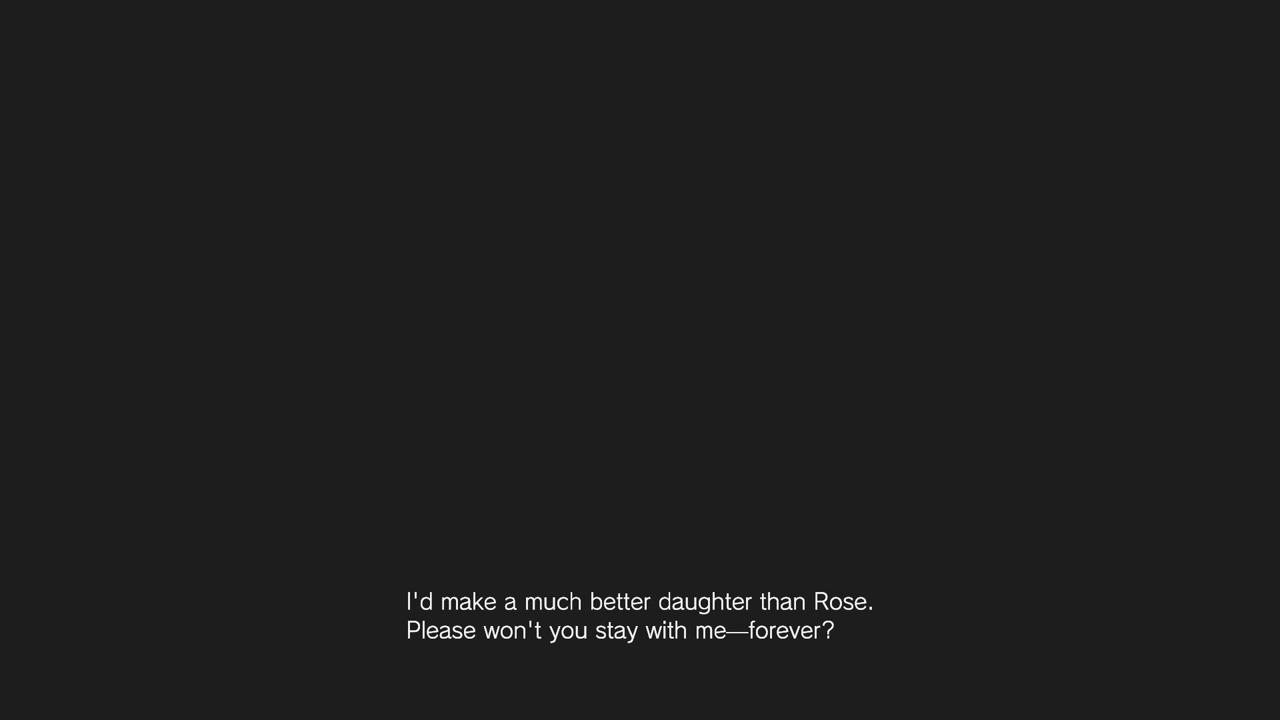 I'd make a much better daughter than Rose.
Please won't you stay with me—forever?